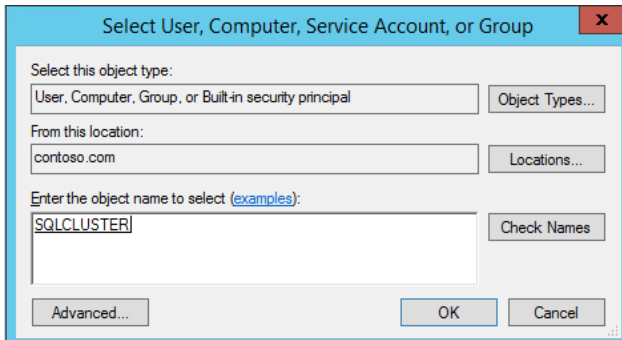 Select User, Computer, Service Account, or Group
x
Select this object type:
User, Computer, Group, or Built-in security principal
Object Types...
From this location:
contoso.com
Locations...
Enter the object name to select (examples):
SQLCLUSTER
Check Names
Advanced...
OK
Cancel